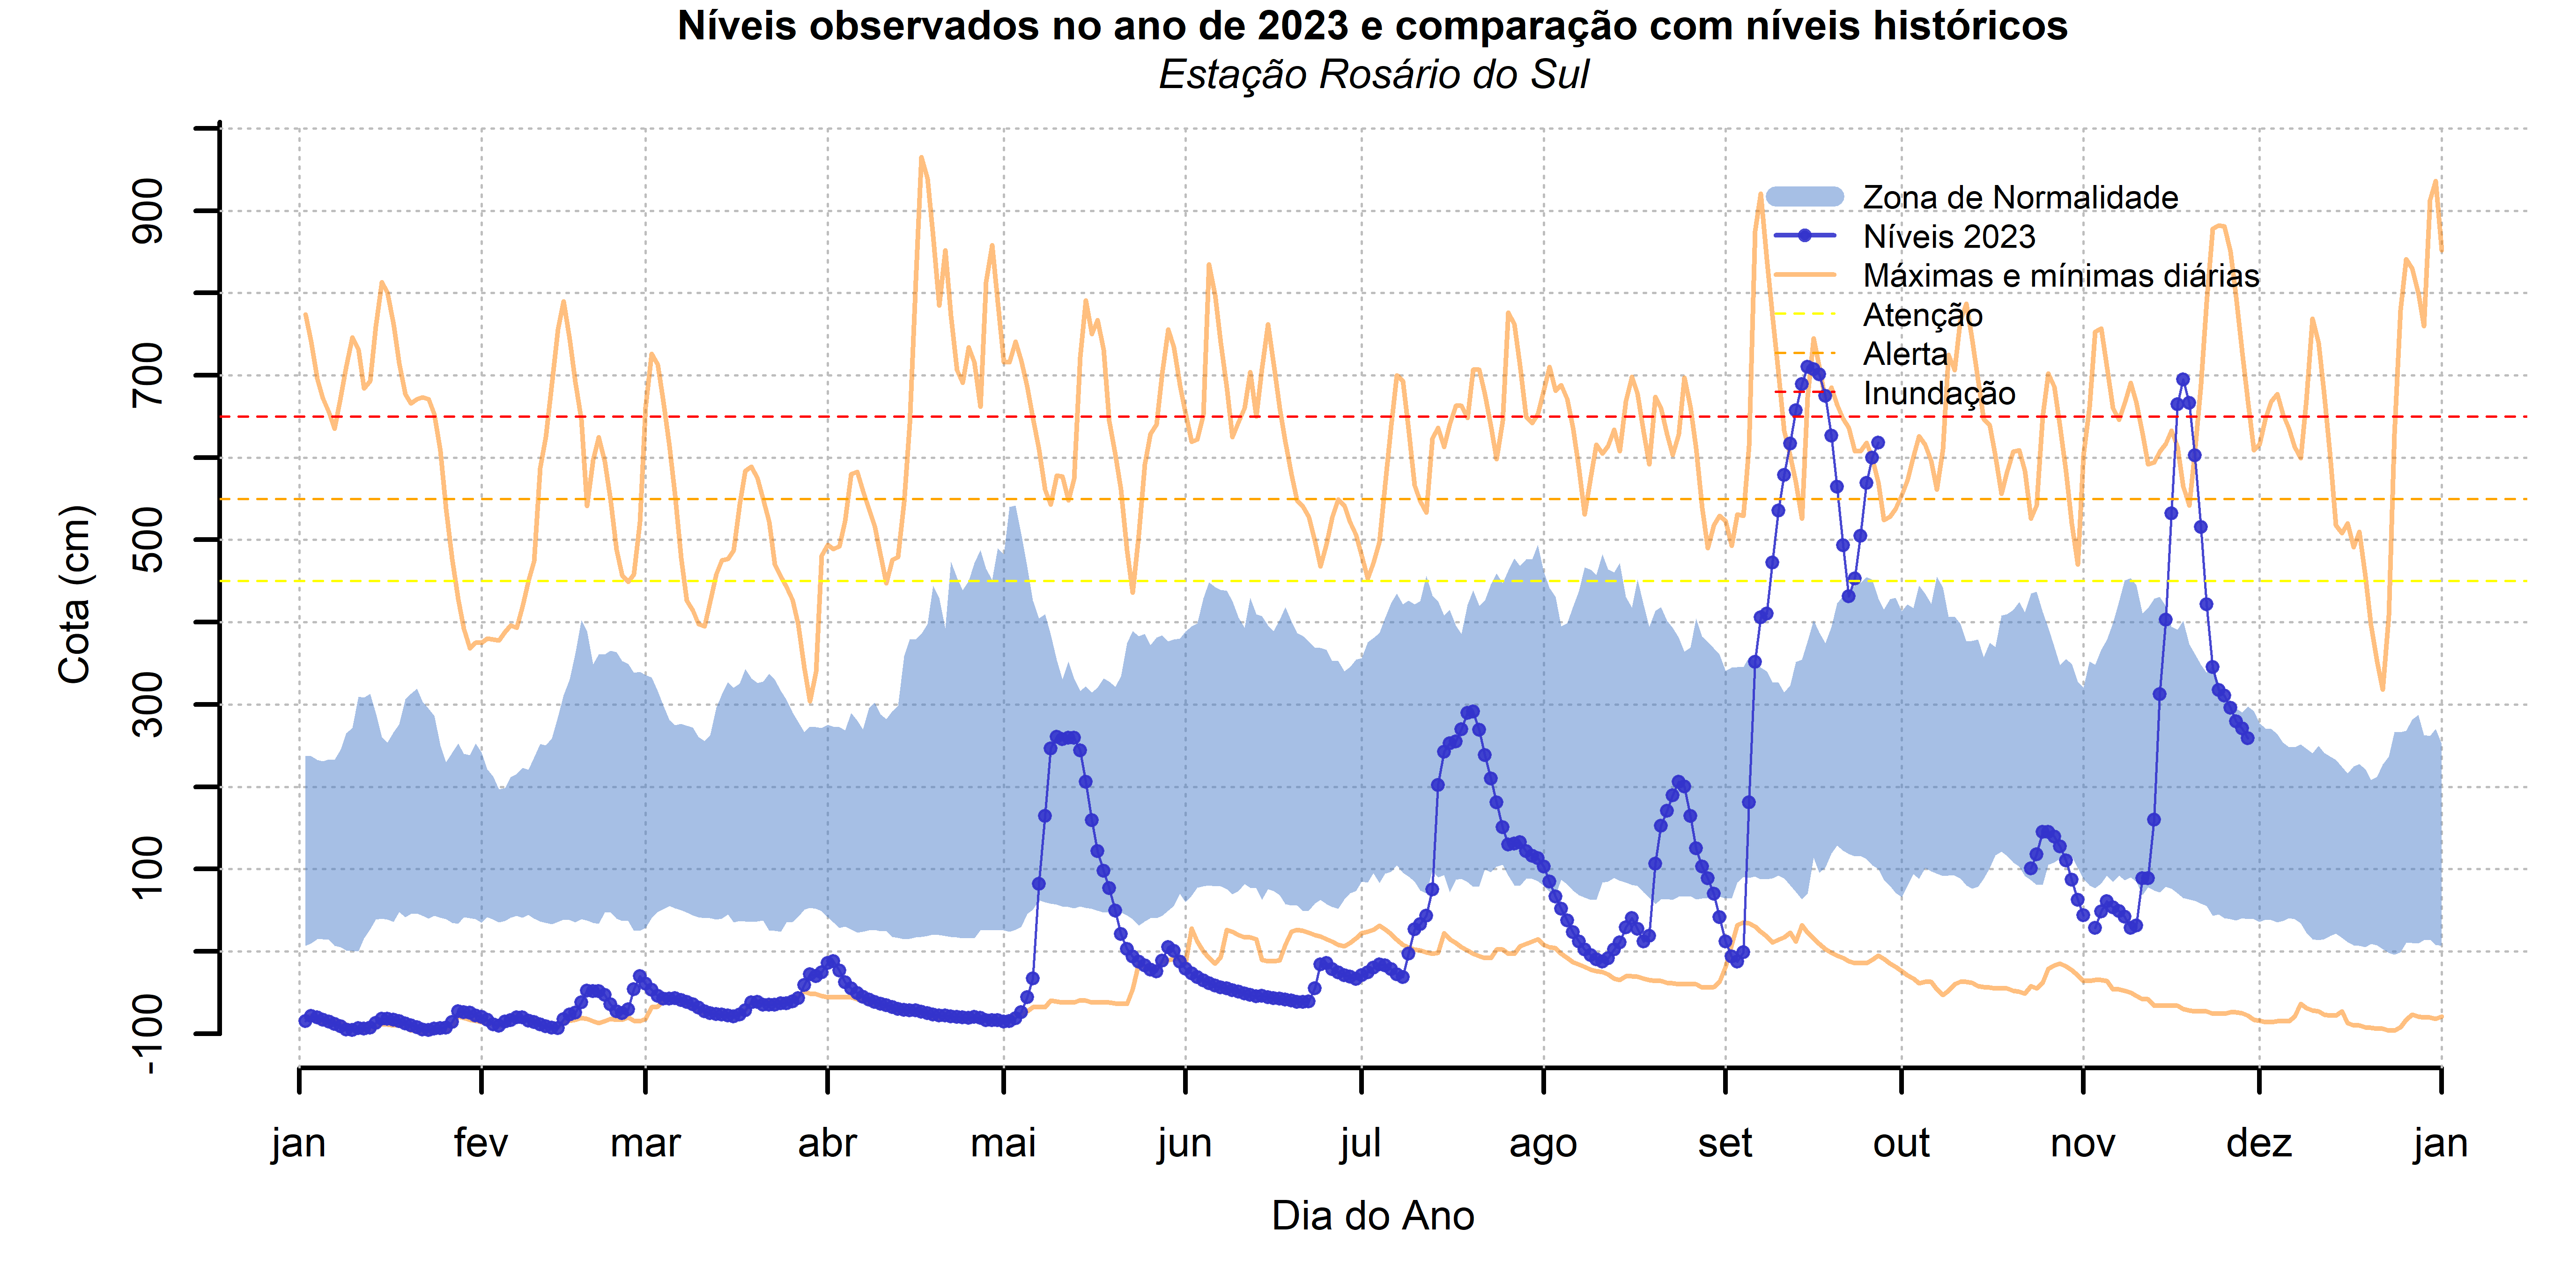 Níveis observados no ano de 2023 e comparação com níveis históricos
Estação Rosário do Sul
Zona de Normalidade
Níveis 2023
Máximas e mínimas diárias
Atenção
Alerta
Inundação
Cota (cm)
900
700
500
300
100
-100
jan fev mar abr mai jun jul ago set out nov dez jan
Dia do Ano